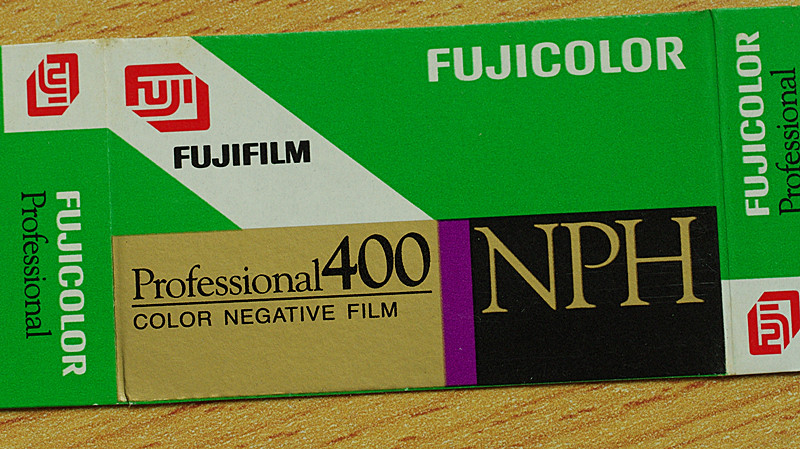 FUJI
FUJIFILM
FUJICOLOR
Professional 400
COLOR NEGATIVE FILM
NPH
FUJI
FUJICOLOR
Professional
FUJICOLOR
Professional
FUJI